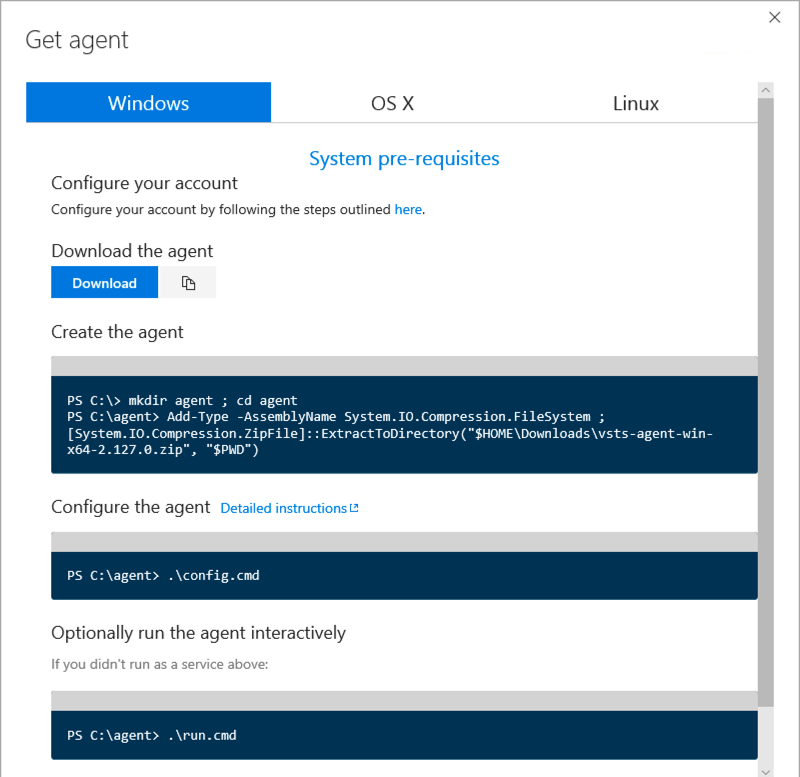 Get agent
Windows
OS X
Linux
System pre-requisites
Configure your account
Configure your account by following the steps outlined here.
Download the agent
Download
Create the agent
PS C:\> mkdir agent ; cd agent
PS C:\agent> Add-Type -AssemblyName System.IO.Compression.FileSystem ;
[System.IO.Compression.ZipFile]::ExtractToDirectory("$HOME\Downloads\vsts-agent-win-
x64-2.127.0.zip", "$PWD")
Configure the agent Detailed instructions
PS C:\agent> .\config.cmd
Optionally run the agent interactively
If you didn't run as a service above:
PS C:\agent> .\run.cmd